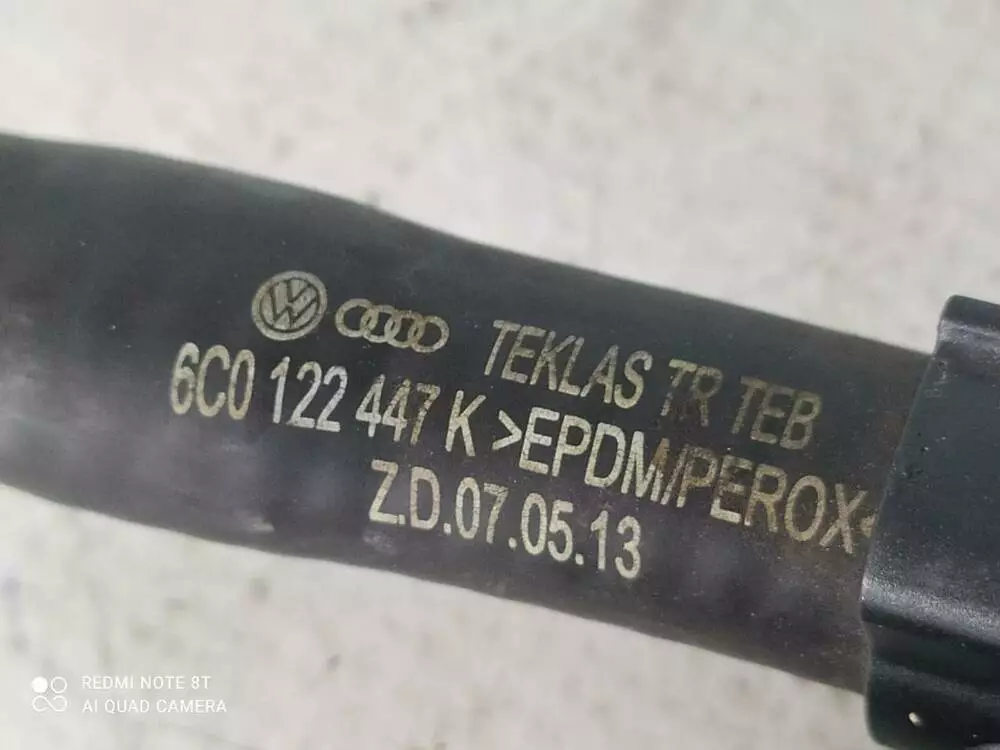 TEKLAS TR TEB
6C0 122 447 K >EPDM/PEROX<
Z.D.07.05.13
REDMI NOTE 8T
AI QUAD CAMERA